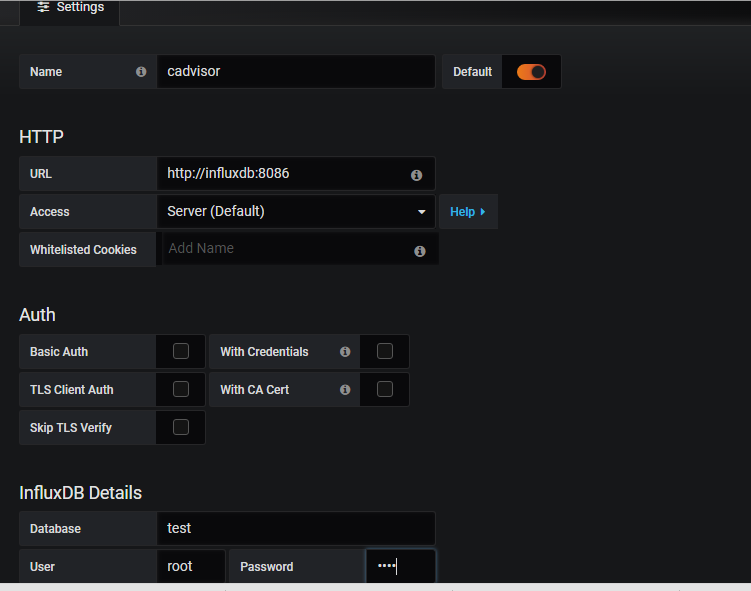 Settings
Name cadvisor Default
HTTP
URL http://influxdb:8086
Access Server (Default) Help
Whitelisted Cookies Add Name
Auth
Basic Auth With Credentials
TLS Client Auth With CA Cert
Skip TLS Verify
InfluxDB Details
Database test
User root Password ••••